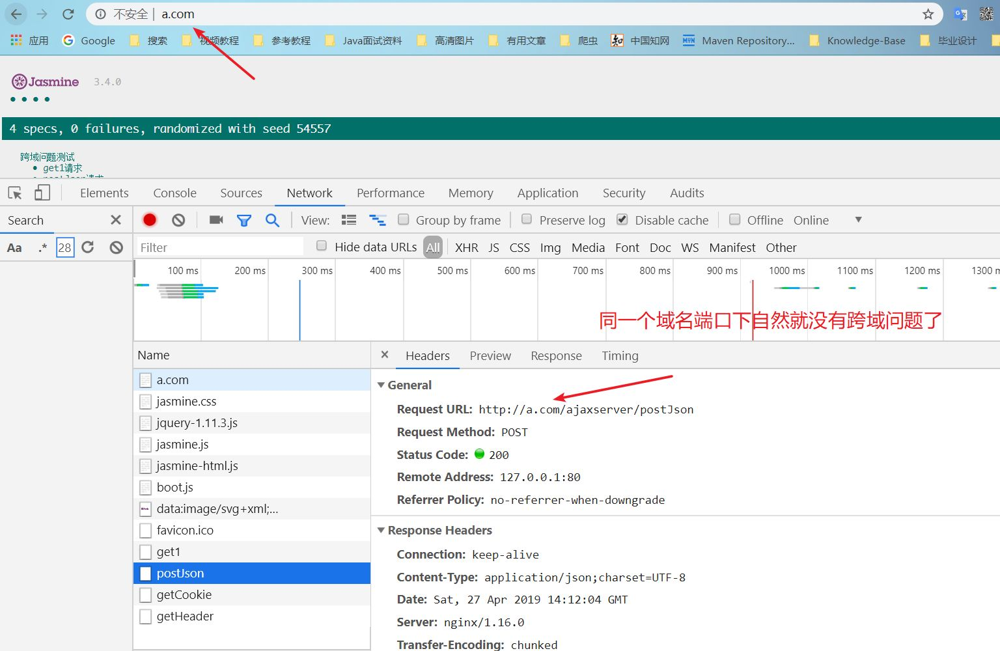 不安全 | a.com
应用 Google 搜索 视频教程 参考教程 Java面试资料 高清图片 有用文章 爬虫 中国知网 Maven Repository... Knowledge-Base 毕业设计
Jasmine 3.4.0
4 specs, 0 failures, randomized with seed 54557
跨域问题测试
• get1请求
• postJson请求
Elements Console Sources Network Performance Memory Application Security Audits
Search View: Group by frame Preserve log Disable cache Offline Online
Aa .* 28 Filter Hide data URLs All XHR JS CSS Img Media Font Doc WS Manifest Other
100 ms 200 ms 300 ms 400 ms 500 ms 600 ms 700 ms 800 ms 900 ms 1000 ms 1100 ms 1200 ms 1300 m
同一个域名端口下自然就没有跨域问题了
Name
a.com
jasmine.css
jquery-1.11.3.js
jasmine.js
jasmine-html.js
boot.js
data:image/svg+xml;...
favicon.ico
get1
postJson
getCookie
getHeader
Headers Preview Response Timing
General
Request URL: http://a.com/ajaxserver/postJson
Request Method: POST
Status Code: 200
Remote Address: 127.0.0.1:80
Referrer Policy: no-referrer-when-downgrade
Response Headers
Connection: keep-alive
Content-Type: application/json;charset=UTF-8
Date: Sat, 27 Apr 2019 14:12:04 GMT
Server: nginx/1.16.0
Transfer-Encoding: chunked